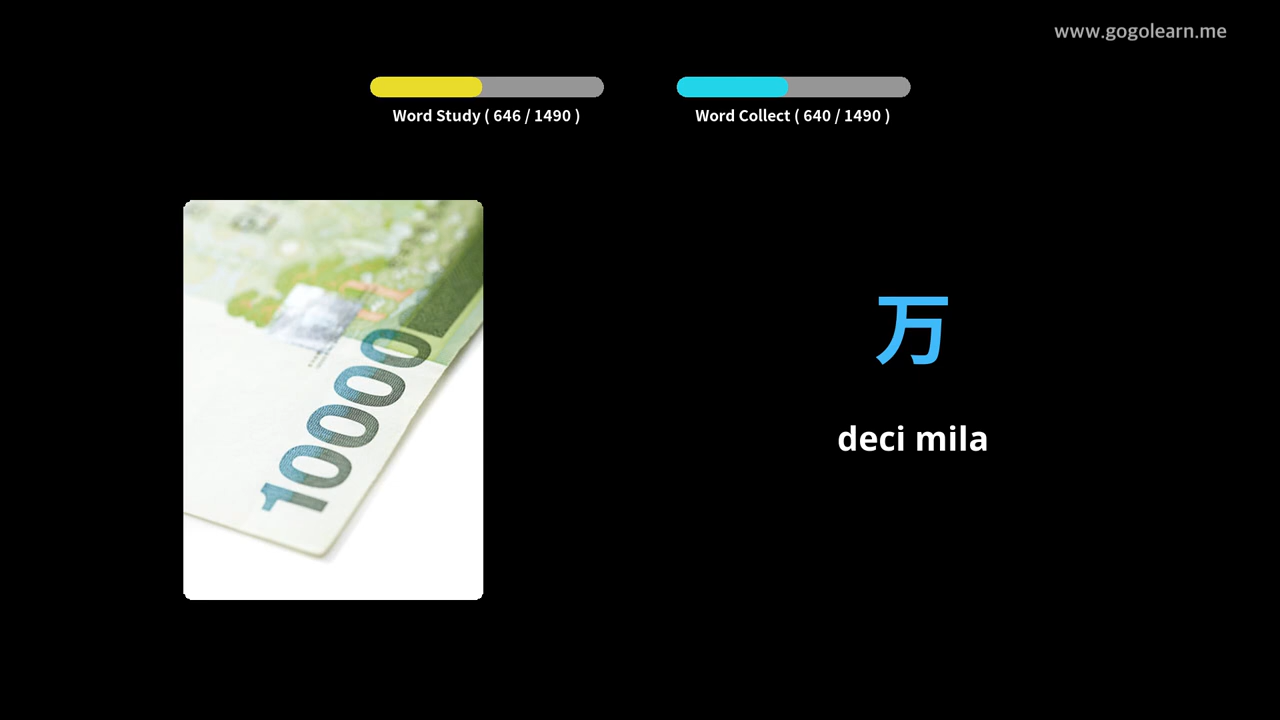 www.gogolearn.me
Word Study ( 646 / 1490 )
Word Collect ( 640 / 1490 )
10000
万
deci mila